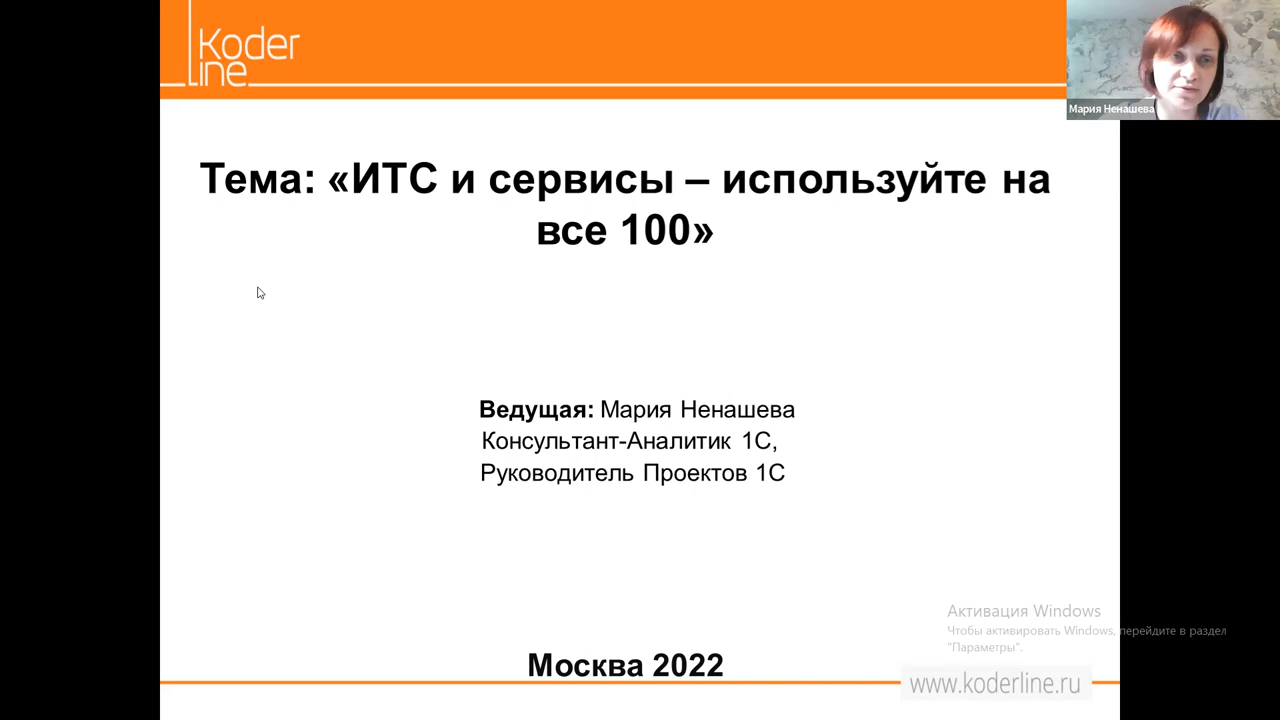 Koder
line
Мария Ненашева
Тема: «ИТС и сервисы – используйте на
все 100»
Ведущая: Мария Ненашева
Консультант-Аналитик 1С,
Руководитель Проектов 1С
Активация Windows
Чтобы активировать Windows, перейдите в раздел
"Параметры".
Москва 2022
www.koderline.ru